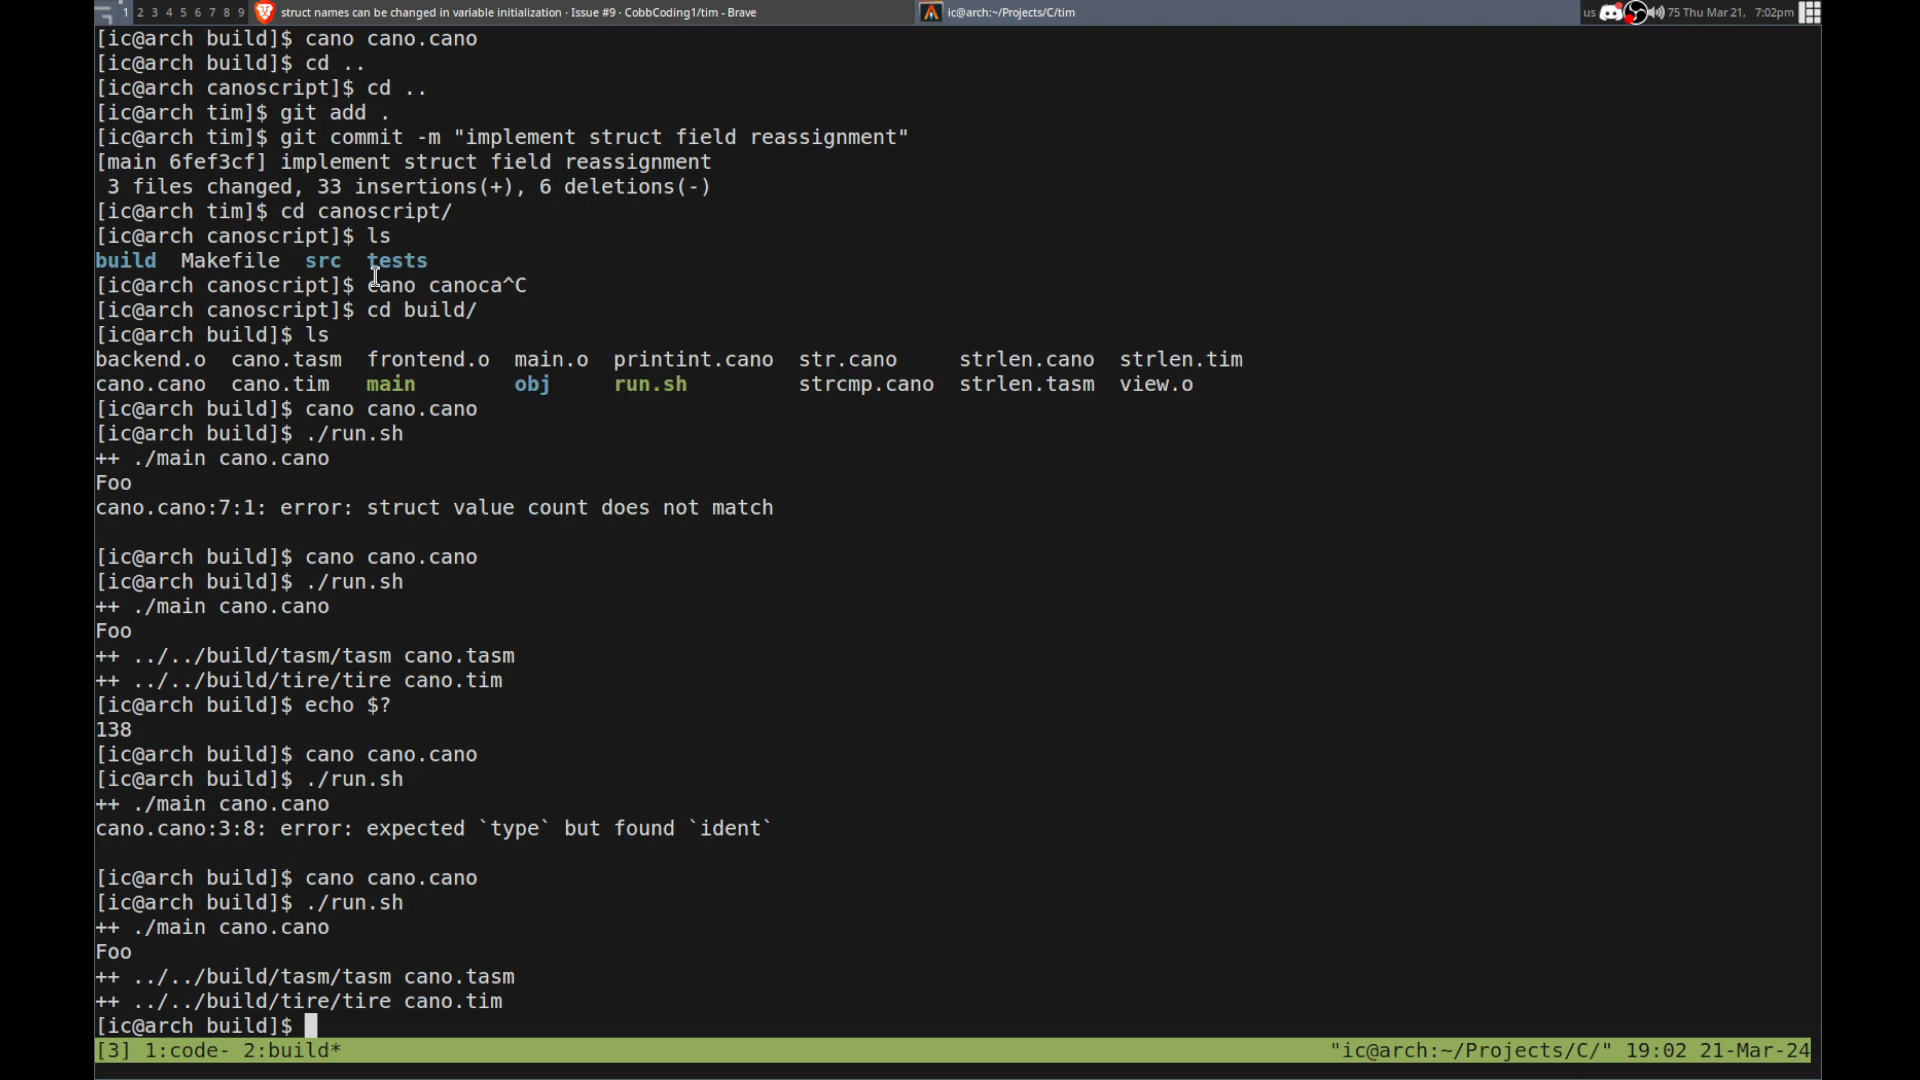 1 2 3 4 5 6 7 8 9 struct names can be changed in variable initialization · Issue #9 · CobbCoding1/tim - Brave ic@arch:~/Projects/C/tim us 75 Thu Mar 21, 7:02pm
[ic@arch build]$ cano cano.cano
[ic@arch build]$ cd ..
[ic@arch canoscript]$ cd ..
[ic@arch tim]$ git add .
[ic@arch tim]$ git commit -m "implement struct field reassignment"
[main 6fef3cf] implement struct field reassignment
 3 files changed, 33 insertions(+), 6 deletions(-)
[ic@arch tim]$ cd canoscript/
[ic@arch canoscript]$ ls
build  Makefile  src  tests
[ic@arch canoscript]$ cano canoca^C
[ic@arch canoscript]$ cd build/
[ic@arch build]$ ls
backend.o  cano.tasm  frontend.o  main.o  printint.cano  str.cano     strlen.cano  strlen.tim
cano.cano  cano.tim   main        obj     run.sh         strcmp.cano  strlen.tasm  view.o
[ic@arch build]$ cano cano.cano
[ic@arch build]$ ./run.sh
++ ./main cano.cano
Foo
cano.cano:7:1: error: struct value count does not match
[ic@arch build]$ cano cano.cano
[ic@arch build]$ ./run.sh
++ ./main cano.cano
Foo
++ ../../build/tasm/tasm cano.tasm
++ ../../build/tire/tire cano.tim
[ic@arch build]$ echo $?
138
[ic@arch build]$ cano cano.cano
[ic@arch build]$ ./run.sh
++ ./main cano.cano
cano.cano:3:8: error: expected `type` but found `ident`
[ic@arch build]$ cano cano.cano
[ic@arch build]$ ./run.sh
++ ./main cano.cano
Foo
++ ../../build/tasm/tasm cano.tasm
++ ../../build/tire/tire cano.tim
[ic@arch build]$
[3] 1:code- 2:build* "ic@arch:~/Projects/C/" 19:02 21-Mar-24